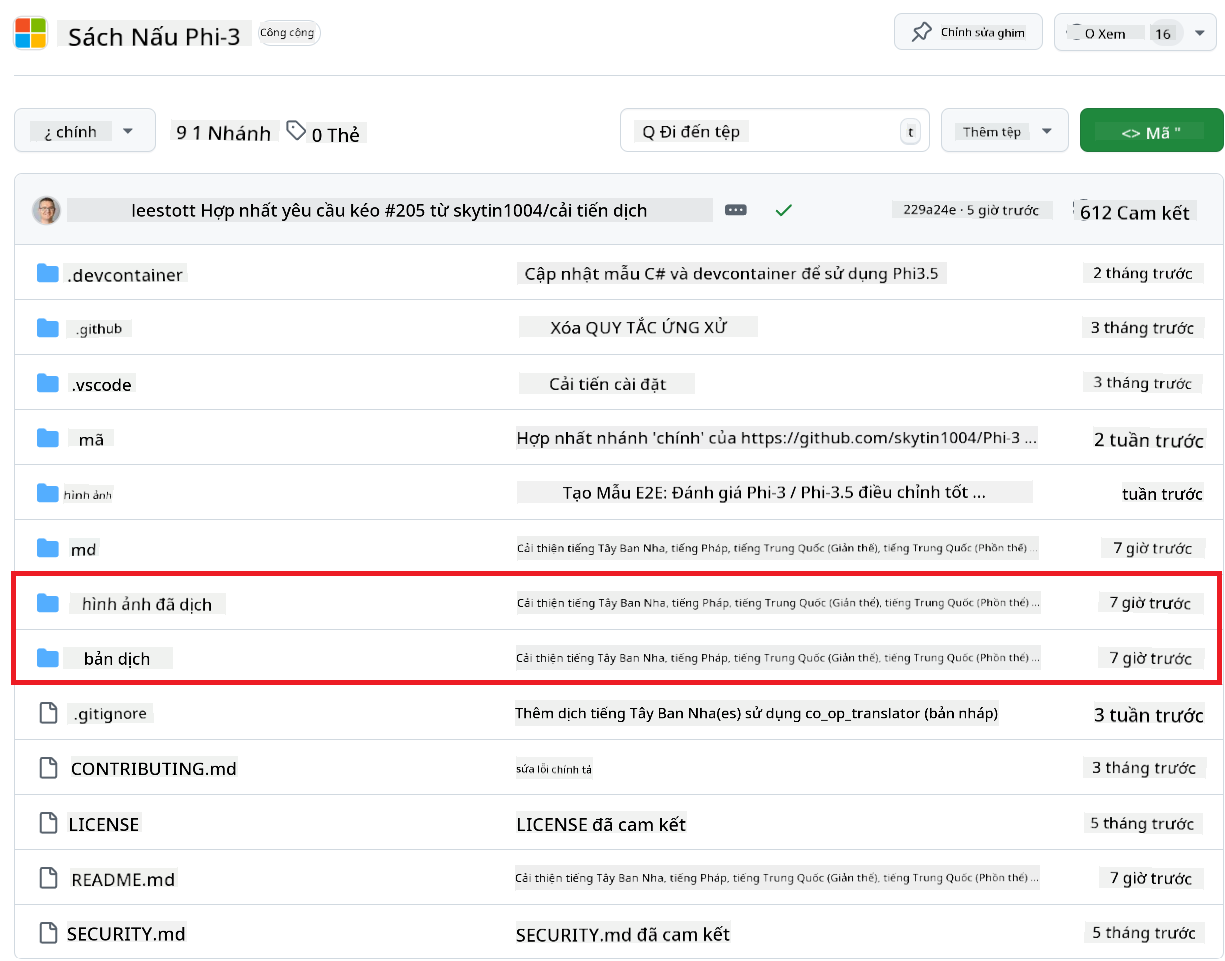 Sách Nấu Phi-3 Công cộng Chỉnh sửa ghim O Xem 16
¿ chính 9 1 Nhánh 0 Thẻ Q Đi đến tệp t Thêm tệp <> Mã "
leestott Hợp nhất yêu cầu kéo #205 từ skytin1004/cải tiến dịch 229a24e · 5 giờ trước 612 Cam kết
.devcontainer Cập nhật mẫu C# và devcontainer để sử dụng Phi3.5 2 tháng trước
.github Xóa QUY TẮC ỨNG XỬ 3 tháng trước
.vscode Cải tiến cài đặt 3 tháng trước
mã Hợp nhất nhánh 'chính' của https://github.com/skytin1004/Phi-3 ... 2 tuần trước
hình ảnh Tạo Mẫu E2E: Đánh giá Phi-3 / Phi-3.5 điều chỉnh tốt ... tuần trước
md Cải thiện tiếng Tây Ban Nha, tiếng Pháp, tiếng Trung Quốc (Giản thể), tiếng Trung Quốc (Phồn thể) ... 7 giờ trước
hình ảnh đã dịch Cải thiện tiếng Tây Ban Nha, tiếng Pháp, tiếng Trung Quốc (Giản thể), tiếng Trung Quốc (Phồn thể) ... 7 giờ trước
bản dịch Cải thiện tiếng Tây Ban Nha, tiếng Pháp, tiếng Trung Quốc (Giản thể), tiếng Trung Quốc (Phồn thể) ... 7 giờ trước
.gitignore Thêm dịch tiếng Tây Ban Nha(es) sử dụng co_op_translator (bản nháp) 3 tuần trước
CONTRIBUTING.md sửa lỗi chính tả 3 tháng trước
LICENSE LICENSE đã cam kết 5 tháng trước
README.md Cải thiện tiếng Tây Ban Nha, tiếng Pháp, tiếng Trung Quốc (Giản thể), tiếng Trung Quốc (Phồn thể) ... 7 giờ trước
SECURITY.md SECURITY.md đã cam kết 5 tháng trước